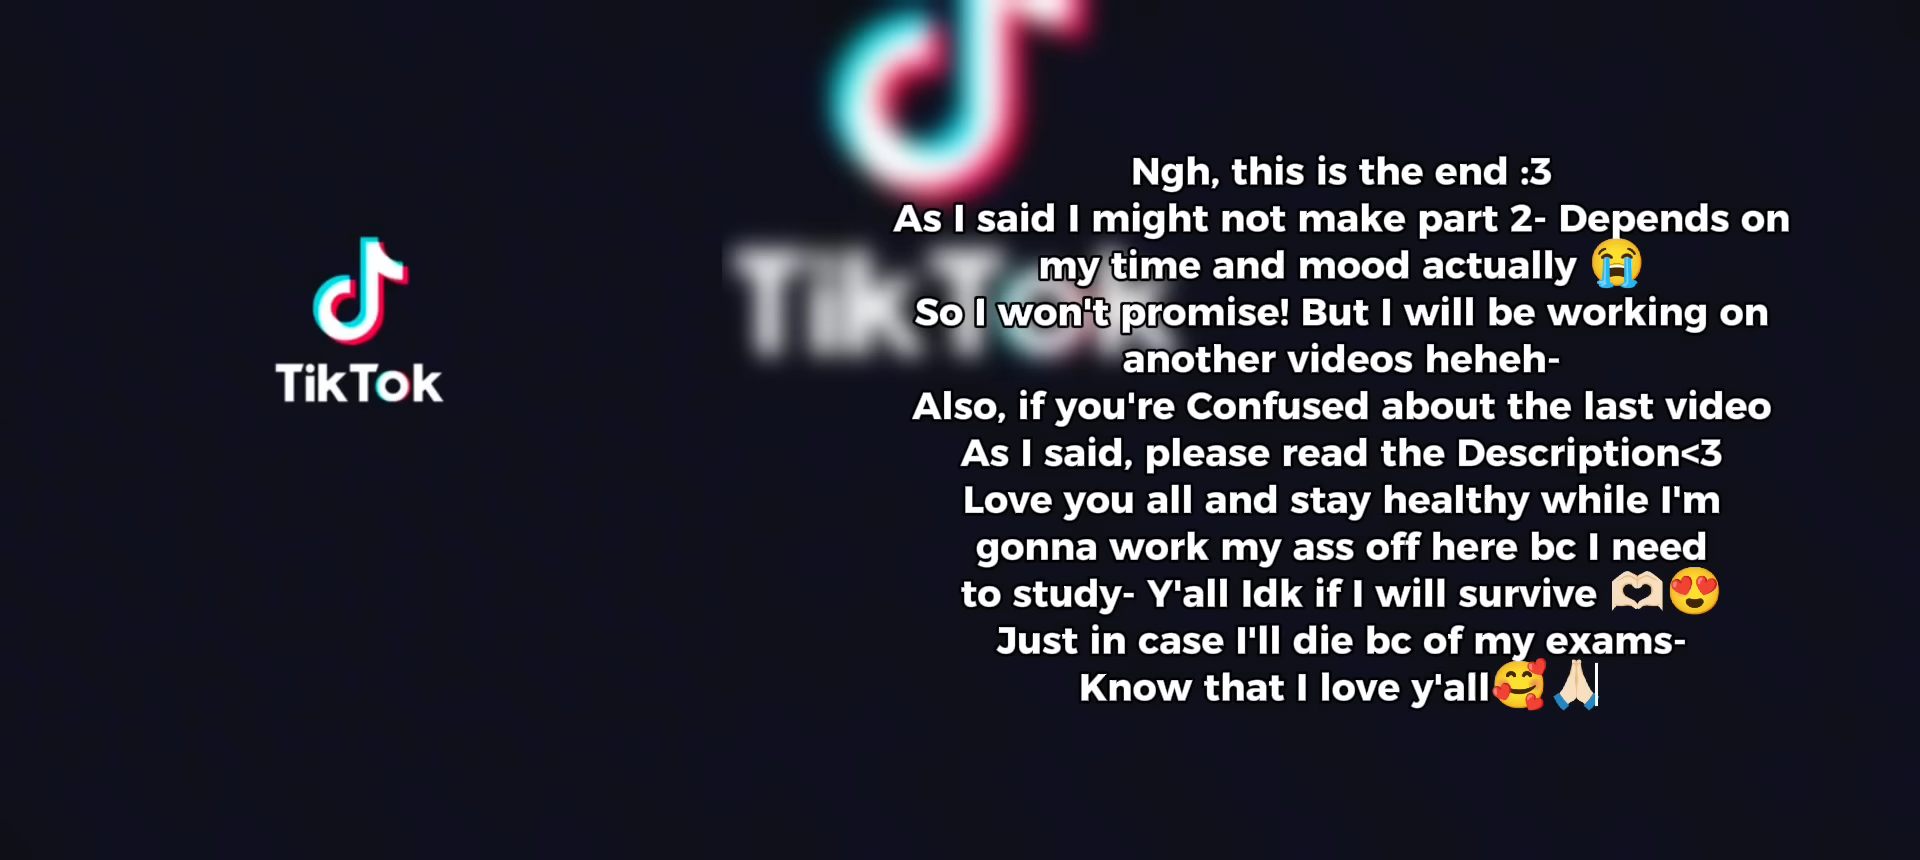 TikTok
TikTok
Ngh, this is the end :3
As I said I might not make part 2- Depends on
my time and mood actually 😭
So I won't promise! But I will be working on
another videos heheh-
Also, if you're Confused about the last video
As I said, please read the Description<3
Love you all and stay healthy while I'm
gonna work my ass off here bc I need
to study- Y'all Idk if I will survive 🫶🏻😍
Just in case I'll die bc of my exams-
Know that I love y'all🥰🙏🏻